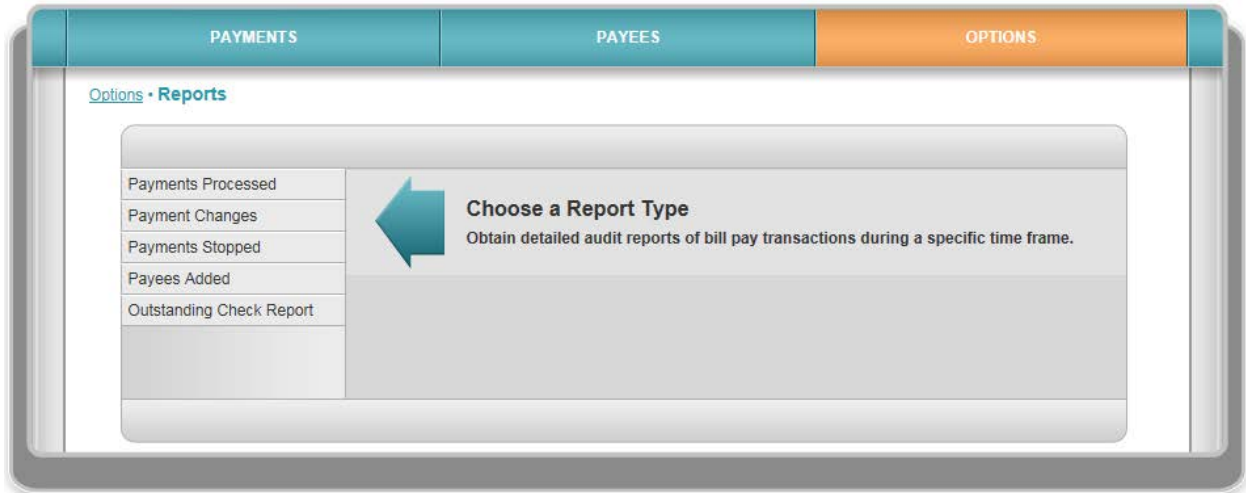 PAYMENTS PAYEES OPTIONS
Options • Reports
Payments Processed
Payment Changes
Payments Stopped
Payees Added
Outstanding Check Report
Choose a Report Type
Obtain detailed audit reports of bill pay transactions during a specific time frame.